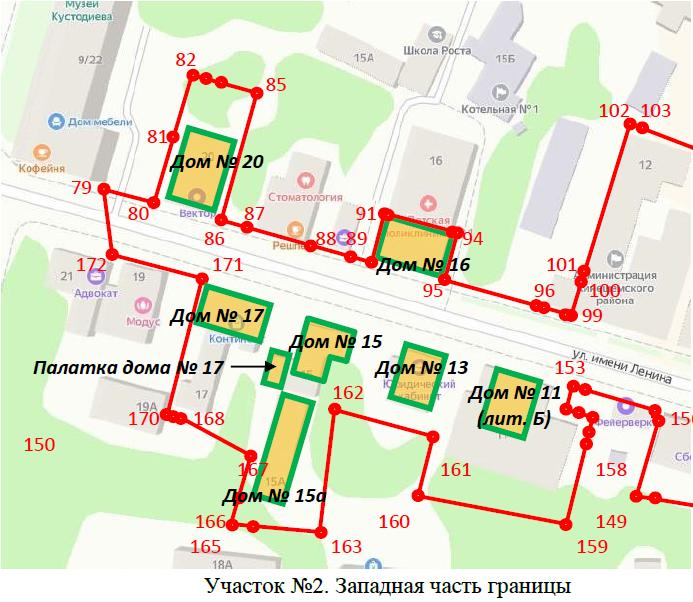 Музей
Кустодиева
9/22
82
15А
Школа Роста
15Б
85
Котельная №1
102 103
Дом мебели
81
Дом № 20
Кофейня
16
12
79
Стоматология
80
Вектор
91
Детская
поликлиника
94
86
87
88 89
Дом № 16
172
171
101
Администрация
района
95
96
100
99
21
19
Адвокат
Модус
Дом № 17
Дом № 15
ул. имени Ленина
Палатка дома № 17
Дом № 13
Юридический
кабинет
153
Дом № 11
(лит. Б)
17
19А
170
168
162
Фейерверк
150
167
161
158
15А
Дом № 15а
166
160
149
165
163
159
18А
Участок №2. Западная часть границы